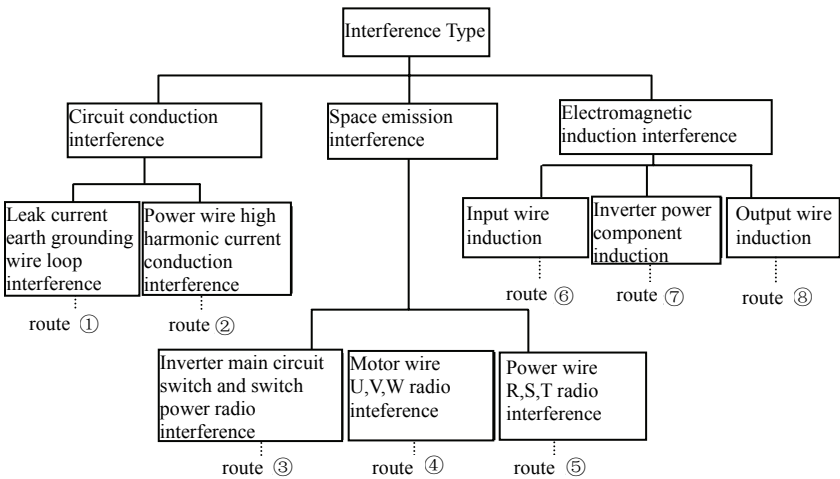 Interference Type
Circuit conduction
interference
Space emission
interference
Electromagnetic
induction interference
Leak current
earth grounding
wire loop
interference
Power wire high
harmonic current
conduction
interference
Input wire
induction
Inverter power
component
induction
Output wire
induction
route ①
route ②
route ⑥
route ⑦
route ⑧
Inverter main circuit
switch and switch
power radio
interference
Motor wire
U,V,W radio
inteference
Power wire
R,S,T radio
interference
route ③
route ④
route ⑤